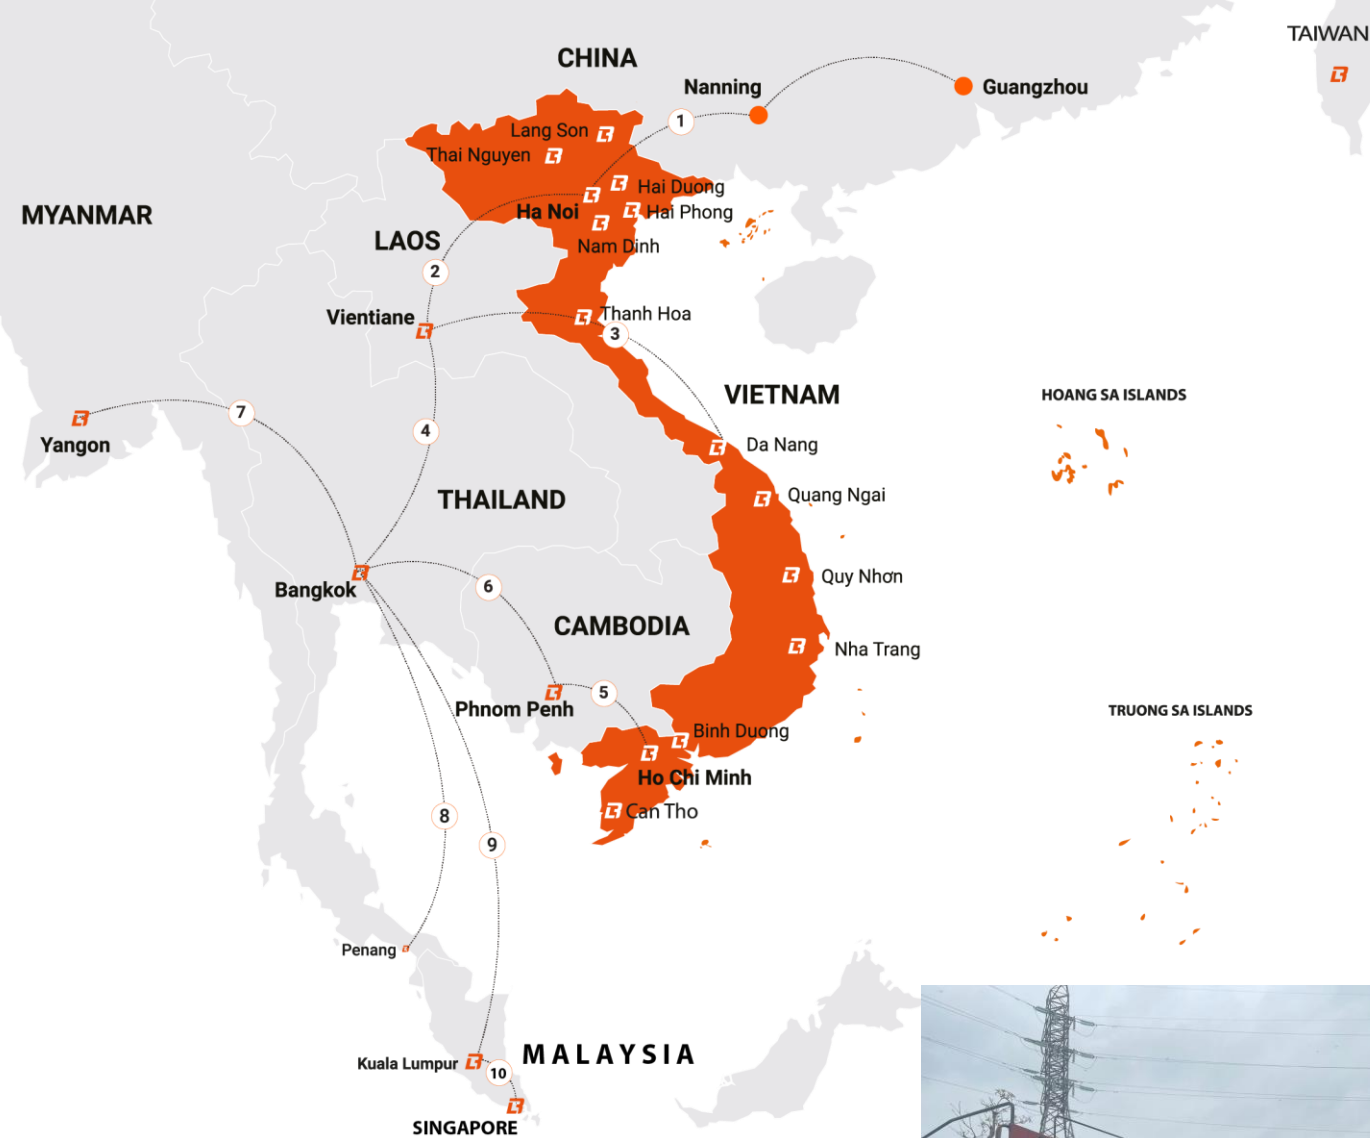 TAIWAN
CHINA
Nanning
Guangzhou
1
Lang Son
Thai Nguyen
Hai Duong
MYANMAR
Ha Noi
Hai Phong
LAOS
Nam Dinh
2
Vientiane
Thanh Hoa
3
VIETNAM
HOANG SA ISLANDS
7
4
Yangon
Da Nang
THAILAND
Quang Ngai
Bangkok
6
Quy Nhơn
CAMBODIA
Nha Trang
5
Phnom Penh
TRUONG SA ISLANDS
Binh Duong
Ho Chi Minh
8
Can Tho
9
Penang
MALAYSIA
Kuala Lumpur
10
SINGAPORE